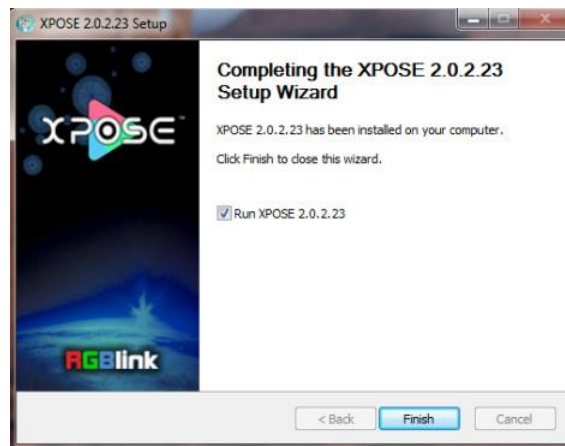 XPOSE 2.0.2.23 Setup
XPOSE
Completing the XPOSE 2.0.2.23
Setup Wizard
XPOSE 2.0.2.23 has been installed on your computer.
Click Finish to close this wizard.
Run XPOSE 2.0.2.23
RGBlink
< Back
Finish
Cancel